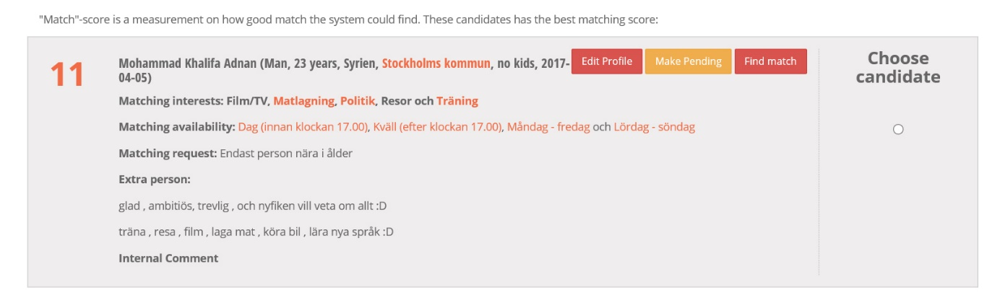 "Match"-score is a measurement on how good match the system could find. These candidates has the best matching score:
11
Mohammad Khalifa Adnan (Man, 23 years, Syrien, Stockholms kommun, no kids, 2017-
04-05)
Edit Profile
Make Pending
Find match
Choose
candidate
Matching interests: Film/TV, Matlagning, Politik, Resor och Träning
Matching availability: Dag (innan klockan 17.00), Kväll (efter klockan 17.00), Måndag - fredag och Lördag - söndag
Matching request: Endast person nära i ålder
Extra person:
glad , ambitiös, trevlig , och nyfiken vill veta om allt :D
träna , resa , film , laga mat , köra bil , lära nya språk :D
Internal Comment